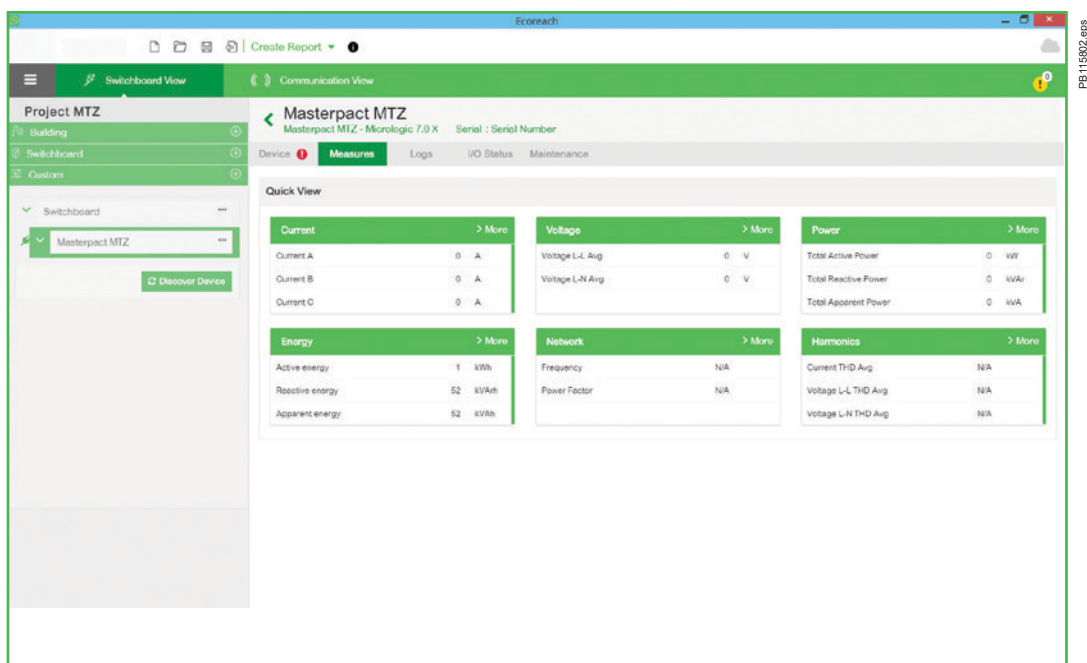 Ecoreach
PB115802.eps
Create Report
Switchboard View
Communication View
0
Project MTZ
Building
Switchboard
Custom
Switchboard
Masterpact MTZ
Discover Device
Masterpact MTZ
Masterpact MTZ - Micrologic 7.0 X Serial : Serial Number
Device Measures Logs I/O Status Maintenance
Quick View
Current > More
Current A 0 A
Current B 0 A
Current C 0 A
Voltage > More
Voltage L-L Avg 0 V
Voltage L-N Avg 0 V
Power > More
Total Active Power 0 kW
Total Reactive Power 0 kVAr
Total Apparent Power 0 kVA
Energy > More
Active energy 1 kWh
Reactive energy 52 kVArh
Apparent energy 52 kVAh
Network > More
Frequency N/A
Power Factor N/A
Harmonics > More
Current THD Avg N/A
Voltage L-L THD Avg N/A
Voltage L-N THD Avg N/A